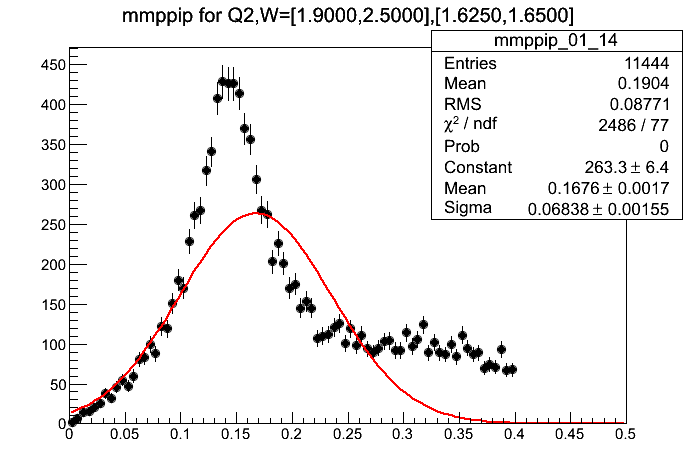 mmppip for Q2,W=[1.9000,2.5000],[1.6250,1.6500]
mmppip_01_14
Entries 11444
Mean 0.1904
RMS 0.08771
χ² / ndf 2486 / 77
Prob 0
Constant 263.3 ± 6.4
Mean 0.1676 ± 0.0017
Sigma 0.06838 ± 0.00155
450
400
350
300
250
200
150
100
50
0
0 0.05 0.1 0.15 0.2 0.25 0.3 0.35 0.4 0.45 0.5